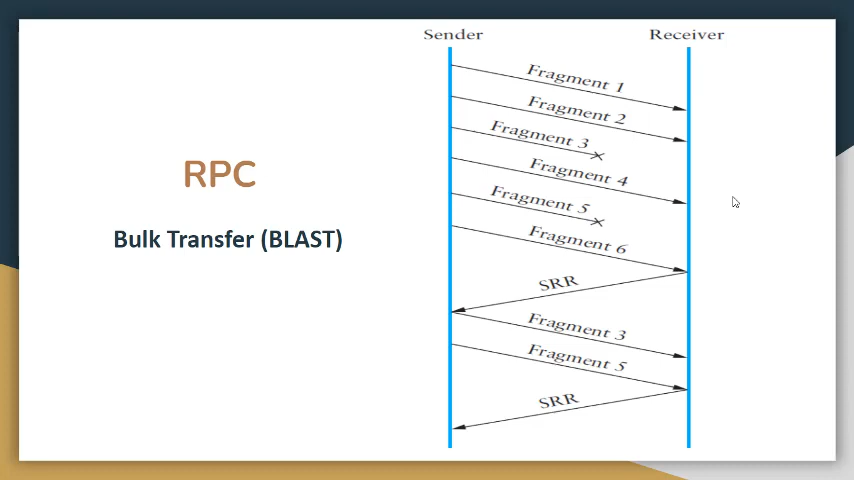 RPC
Bulk Transfer (BLAST)
Sender
Receiver
Fragment 1
Fragment 2
Fragment 3
Fragment 4
Fragment 5
Fragment 6
SRR
Fragment 3
Fragment 5
SRR